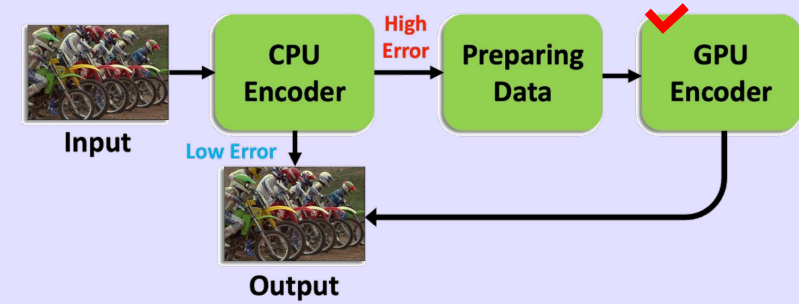 Input
CPU
Encoder
High
Error
Low Error
Preparing
Data
GPU
Encoder
Output